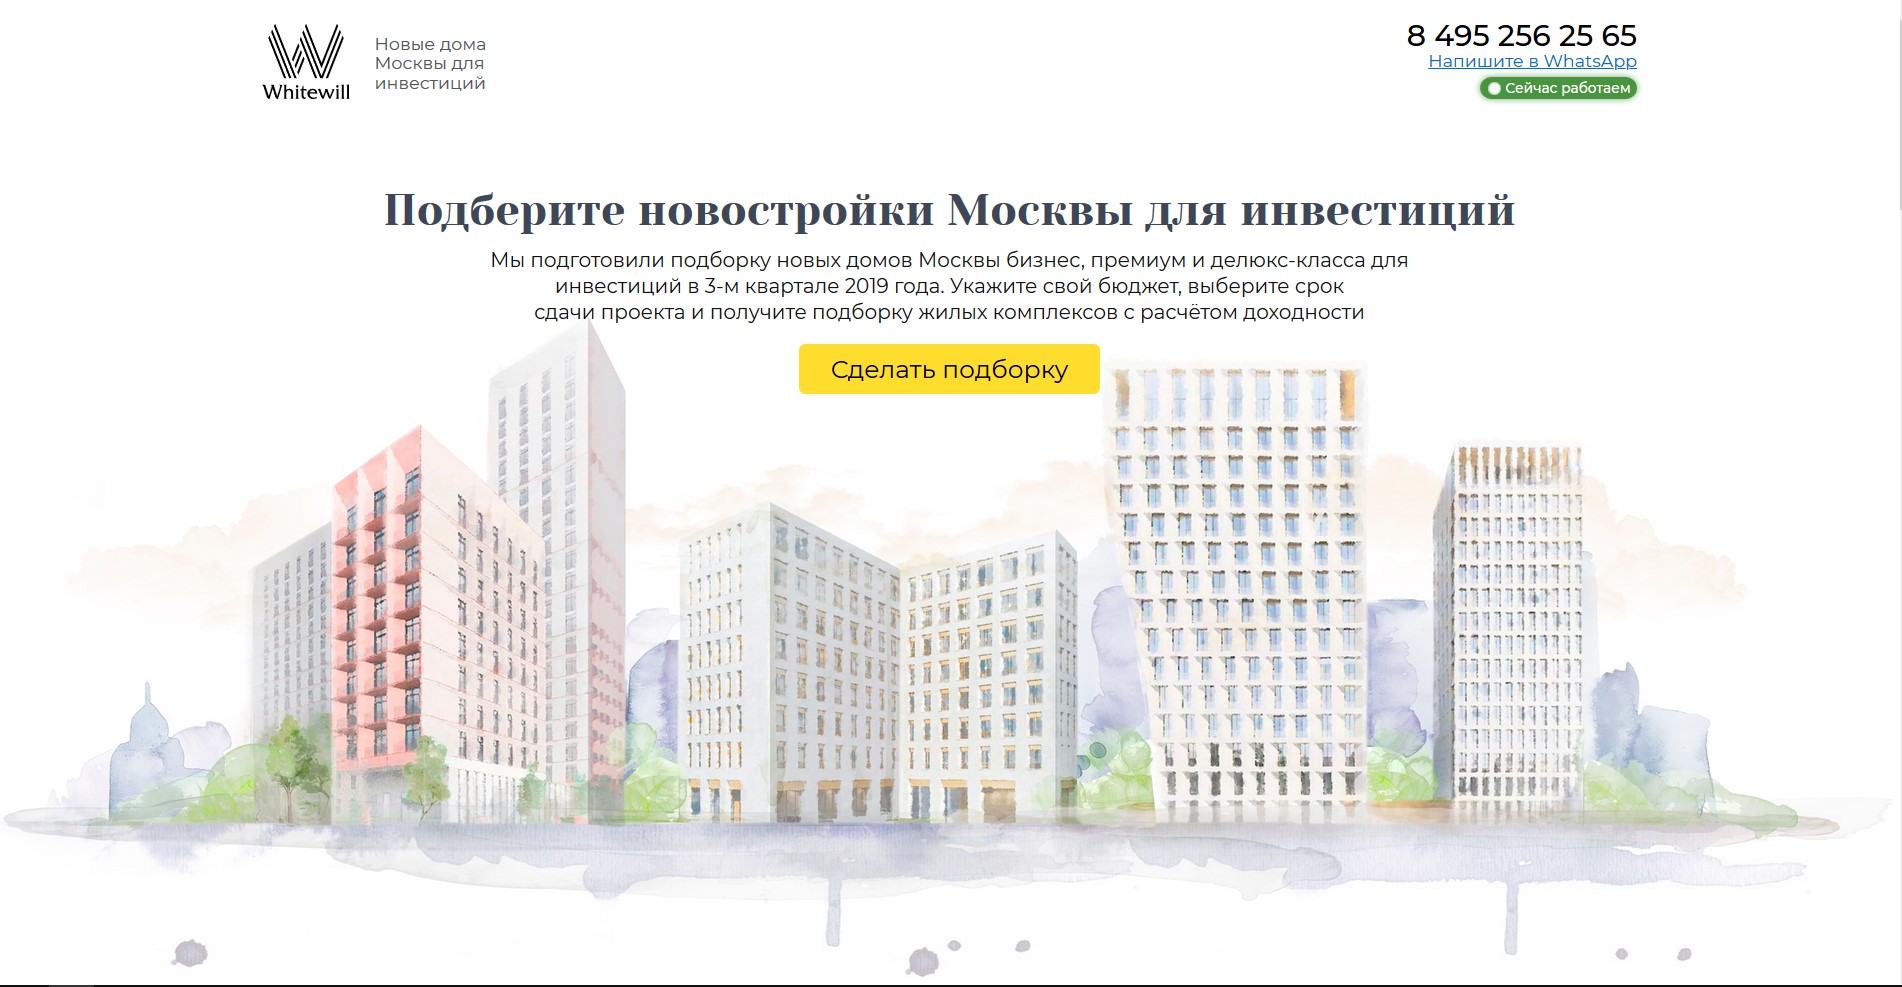 Whitewill
Новые дома
Москвы для
инвестиций
8 495 256 25 65
Напишите в WhatsApp
Сейчас работаем
Подберите новостройки Москвы для инвестиций
Мы подготовили подборку новых домов Москвы бизнес, премиум и делюкс-класса для
инвестиций в 3-м квартале 2019 года. Укажите свой бюджет, выберите срок
сдачи проекта и получите подборку жилых комплексов с расчётом доходности
Сделать подборку